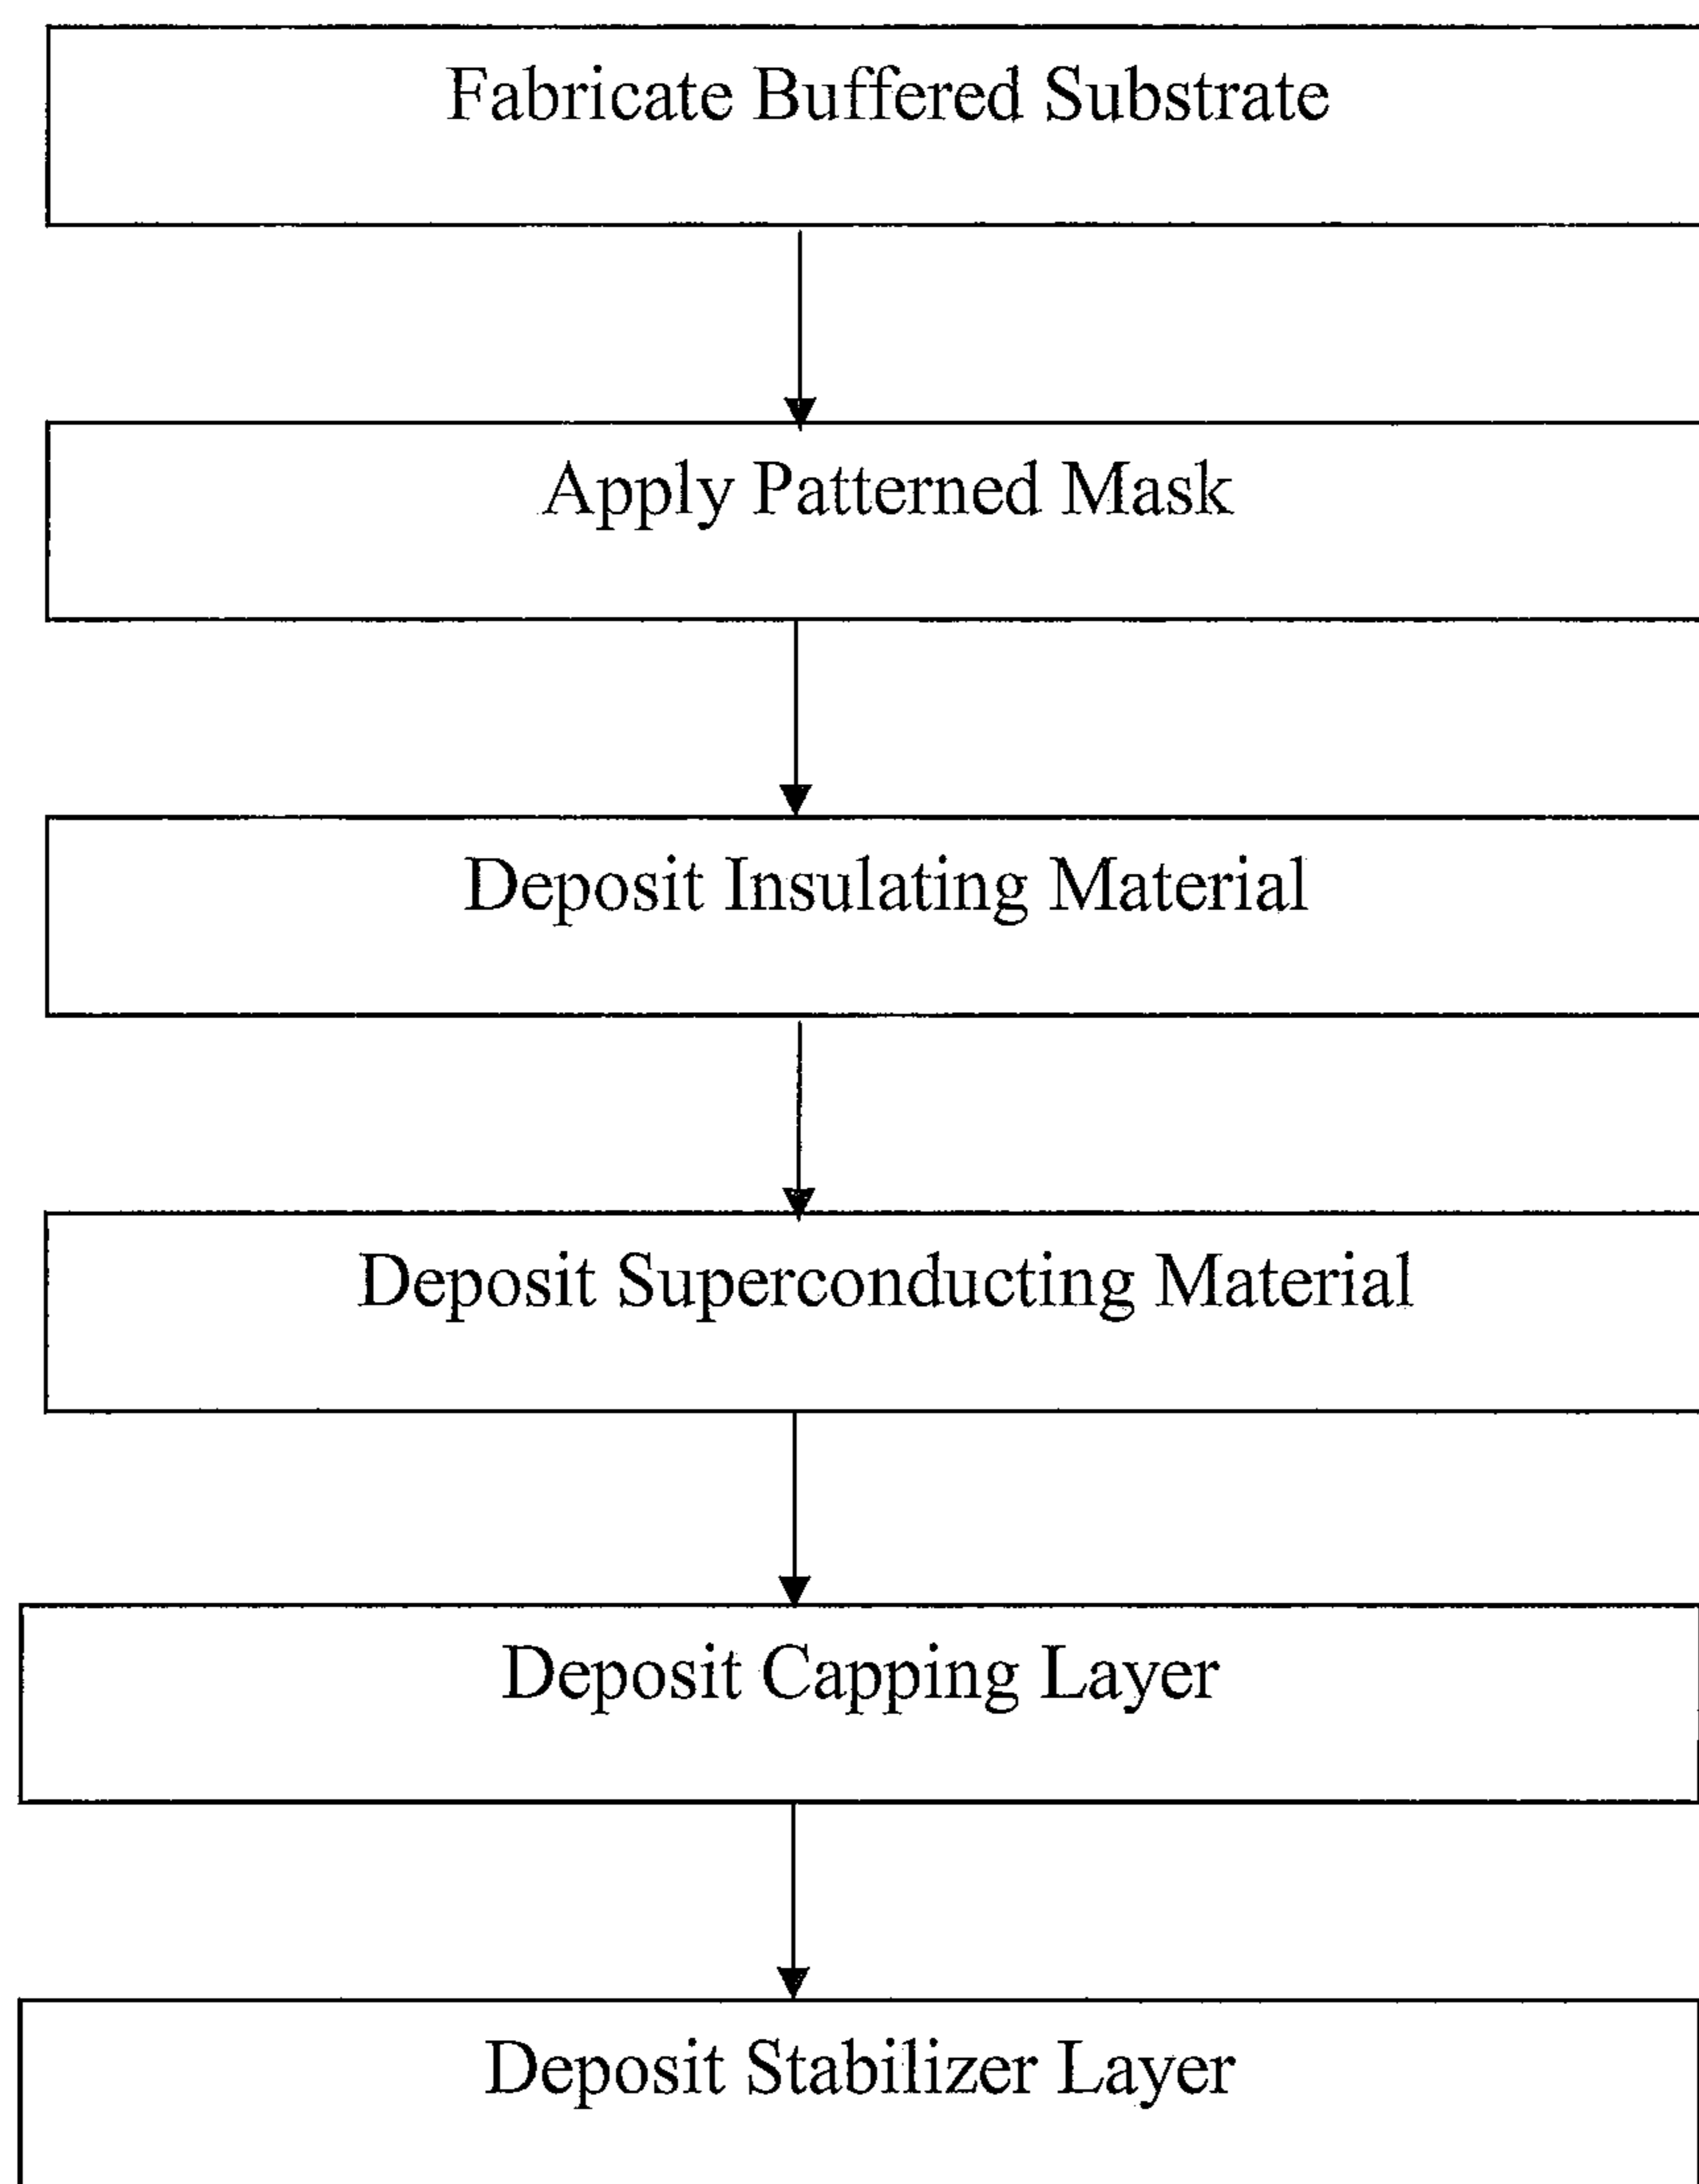 Fabricate Buffered Substrate
Apply Patterned Mask
Deposit Insulating Material
Deposit Superconducting Material
Deposit Capping Layer
Deposit Stabilizer Layer